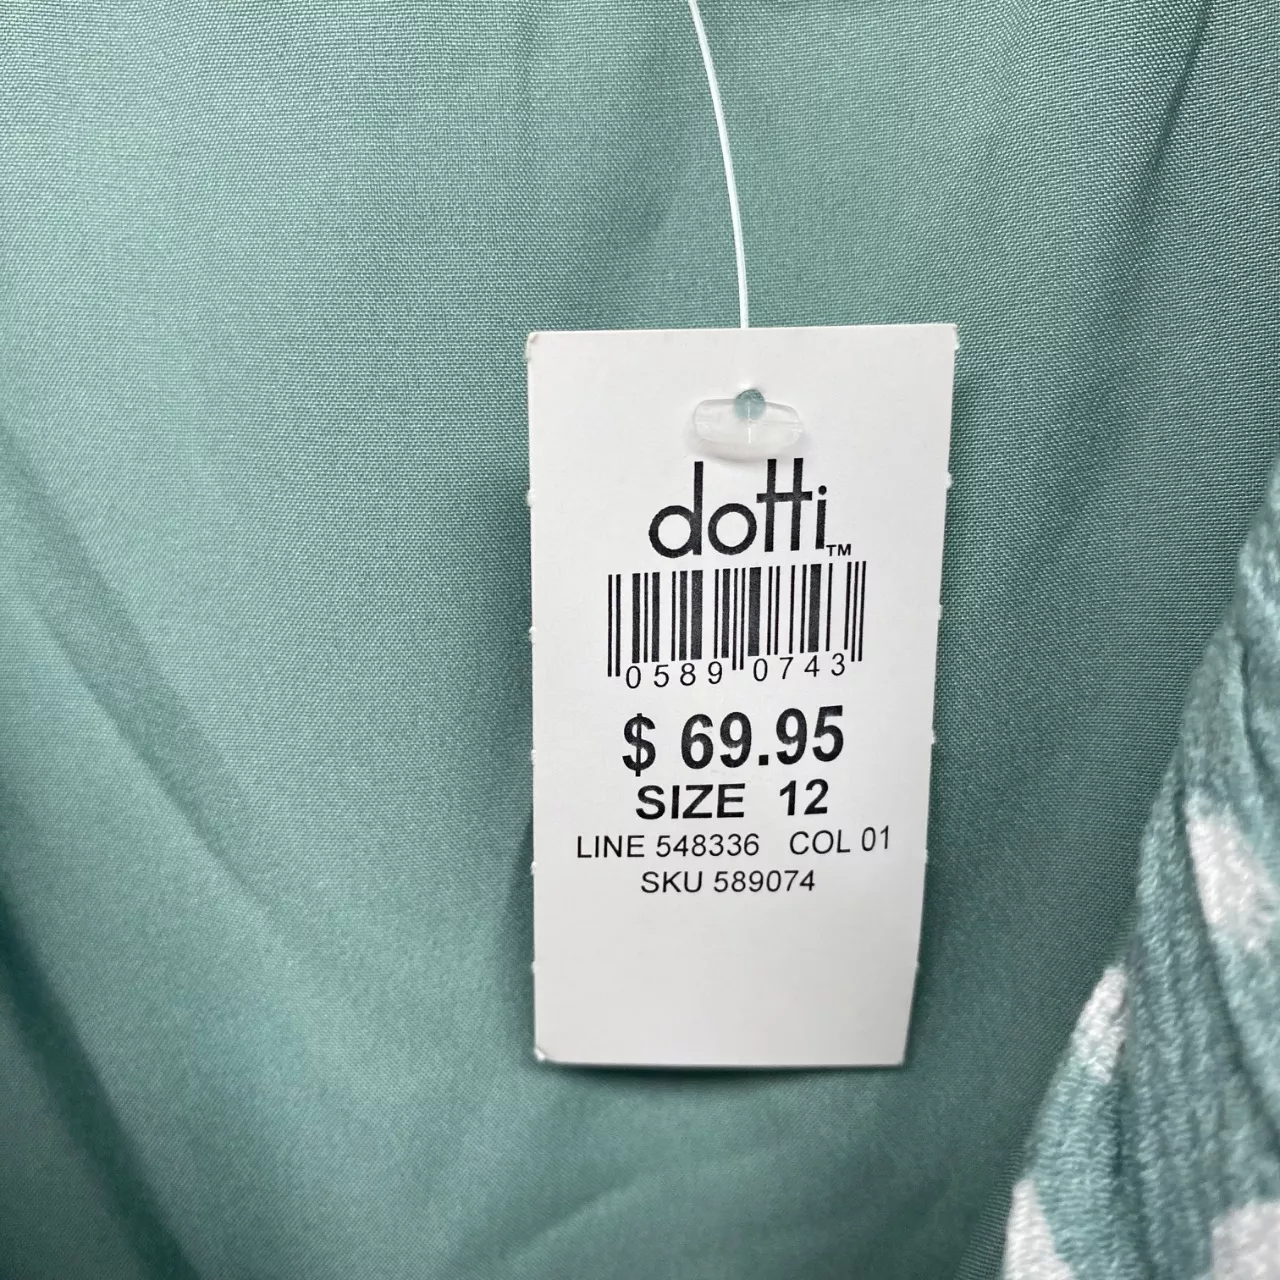 dotti™
0589 0743
$ 69.95
SIZE 12
LINE 548336 COL 01
SKU 589074